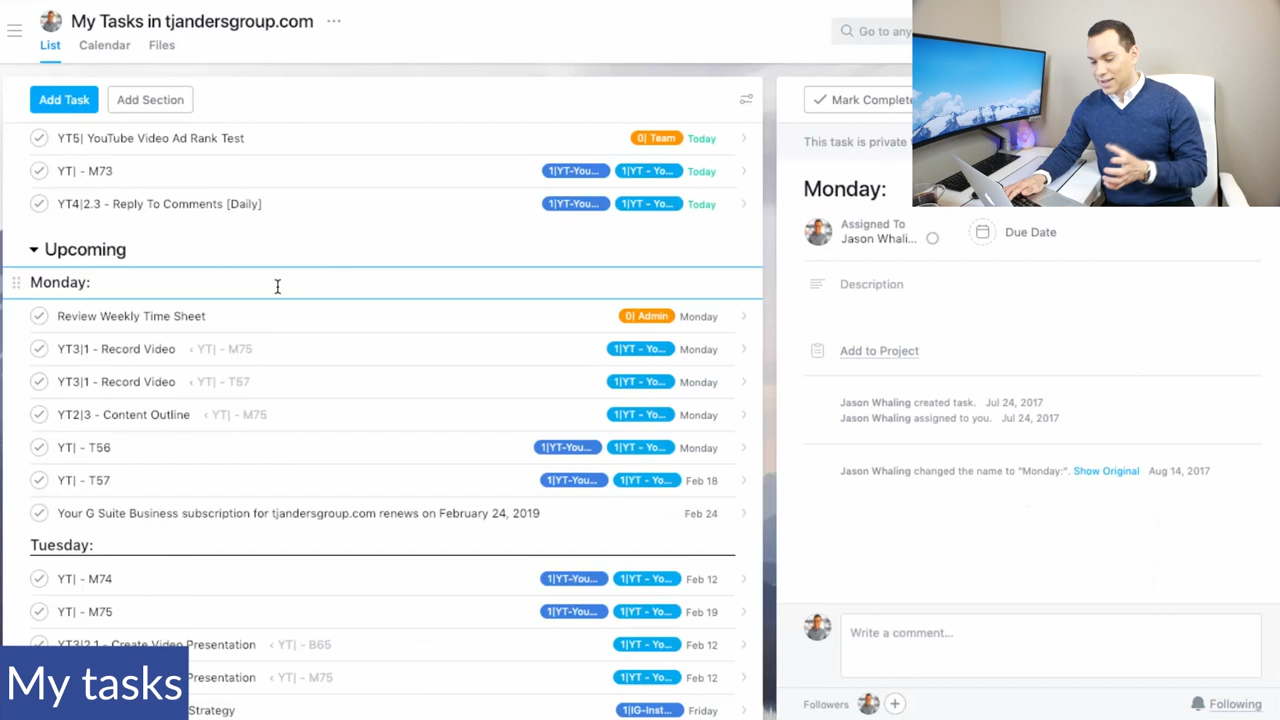 My Tasks in tjandersgroup.com ...
List Calendar Files
Go to any
Add Task Add Section
Mark Complete
YT5| YouTube Video Ad Rank Test 0| Team Today
This task is private
YT| - M73 1|YT-You... 1|YT - Yo... Today
Monday:
YT4|2.3 - Reply To Comments [Daily] 1|YT-You... 1|YT - Yo... Today
Assigned To
Jason Whali...
Due Date
Upcoming
Monday:
Description
Review Weekly Time Sheet 0| Admin Monday
YT3|1 - Record Video ‹ YT| - M75 1|YT - Yo... Monday
Add to Project
YT3|1 - Record Video ‹ YT| - T57 1|YT - Yo... Monday
Jason Whaling created task. Jul 24, 2017
YT2|3 - Content Outline ‹ YT| - M75 1|YT - Yo... Monday
Jason Whaling assigned to you. Jul 24, 2017
YT| - T56 1|YT-You... 1|YT - Yo... Monday
Jason Whaling changed the name to "Monday:". Show Original Aug 14, 2017
YT| - T57 1|YT-You... 1|YT - Yo... Feb 18
Your G Suite Business subscription for tjandersgroup.com renews on February 24, 2019 Feb 24
Tuesday:
YT| - M74 1|YT-You... 1|YT - Yo... Feb 12
YT| - M75 1|YT-You... 1|YT - Yo... Feb 12
Write a comment...
YT3|2.1 - Create Video Presentation ‹ YT| - B65 1|YT - Yo... Feb 12
Presentation ‹ YT| - M75 1|YT - Yo... Feb 12
My tasks
Strategy 1|IG-Inst... Friday
Followers
Following